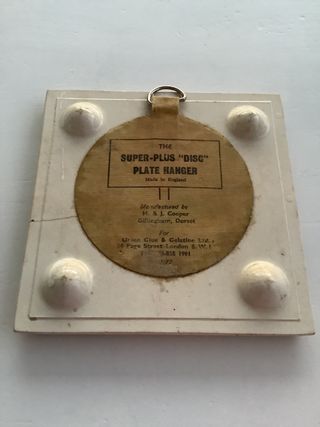 THE
SUPER-PLUS "DISC"
PLATE HANGER
Made in England
Manufactured by
H. & J. Cooper
Gillingham, Dorset
For
Union Glue & Gelatine Ltd.
Page Street London S.W.1
1991